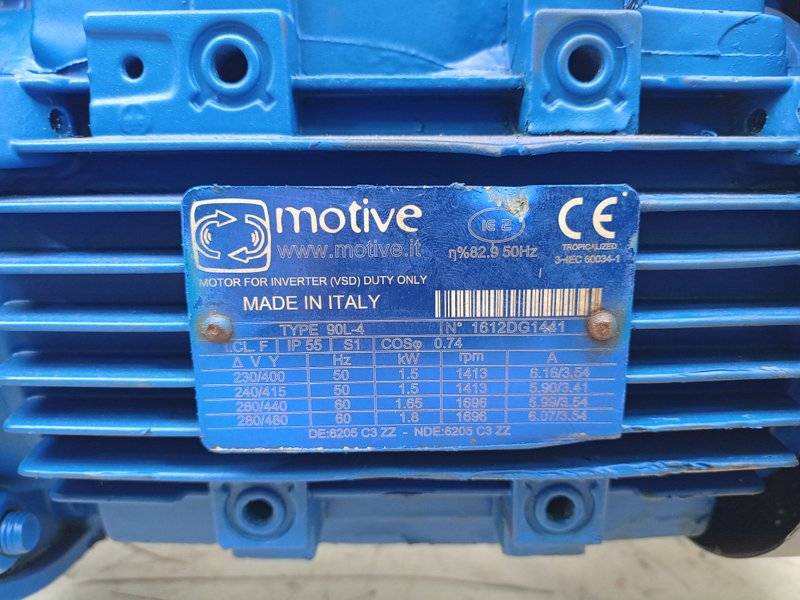 motive
www.motive.it
IE 2
η%82.9 50Hz
CE
TROPICALIZED
3~IEC 60034-1
MOTOR FOR INVERTER (VSD) DUTY ONLY
MADE IN ITALY
TYPE 90L-4 N° 1612DG1441
I.CL. F IP 55 S1 COSφ 0.74
Δ V Y Hz kW rpm A
230/400 50 1.5 1413 6.16/3.54
240/415 50 1.5 1413 5.90/3.41
260/440 60 1.65 1696 5.99/3.54
280/480 60 1.8 1696 6.07/3.54
DE:6205 C3 ZZ - NDE:6205 C3 ZZ